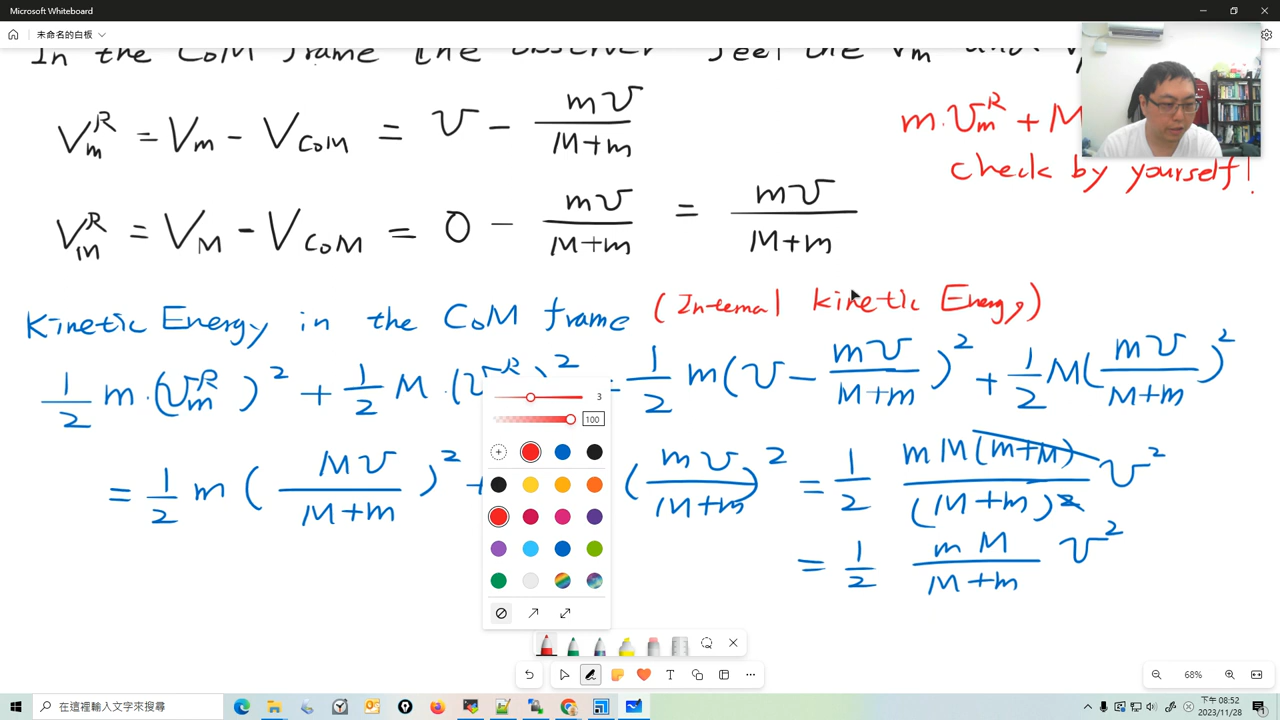 Microsoft Whiteboard
未命名的白板
In the CoM frame the observer feel the Vm and
V_m^R = V_m - V_CoM = v - mv/(M+m)
m·v_m^R + M
check by yourself!
V_m^R = V_M - V_CoM = 0 - mv/(M+m) = mv/(M+m)
Kinetic Energy in the CoM frame (Internal kinetic Energy)
1/2 m·(v_m^R)^2 + 1/2 M·(v )^2 1/2 m(v - mv/(M+m))^2 + 1/2 M(mv/(M+m))^2
= 1/2 m (Mv/(M+m))^2 + (mv/(M+m))^2 = 1/2 mM(m+M)/(M+m)^2 v^2
= 1/2 mM/(M+m) v^2
3
100
68%
在這裡輸入文字來搜尋
下午 08:52
2023/11/28